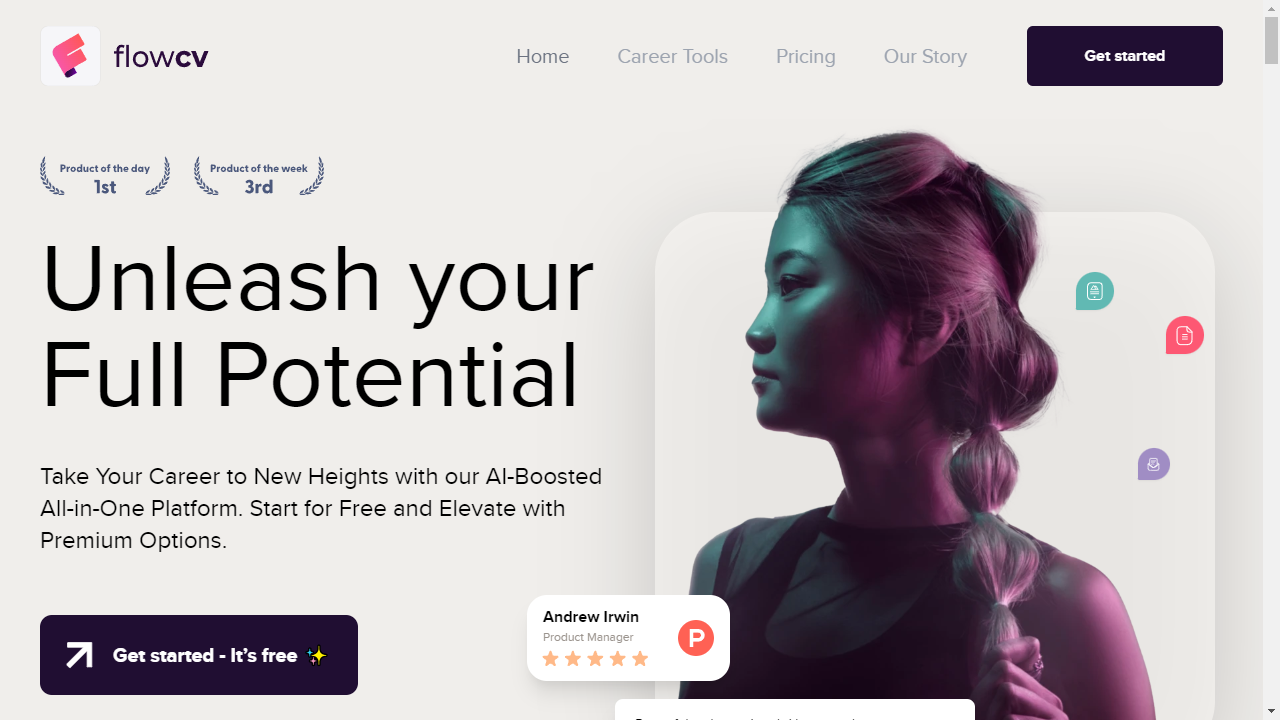 flowcv
Home
Career Tools
Pricing
Our Story
Get started
Product of the day
1st
Product of the week
3rd
Unleash your
Full Potential
Take Your Career to New Heights with our AI-Boosted
All-in-One Platform. Start for Free and Elevate with
Premium Options.
Get started - It’s free ✨
Andrew Irwin
Product Manager
P